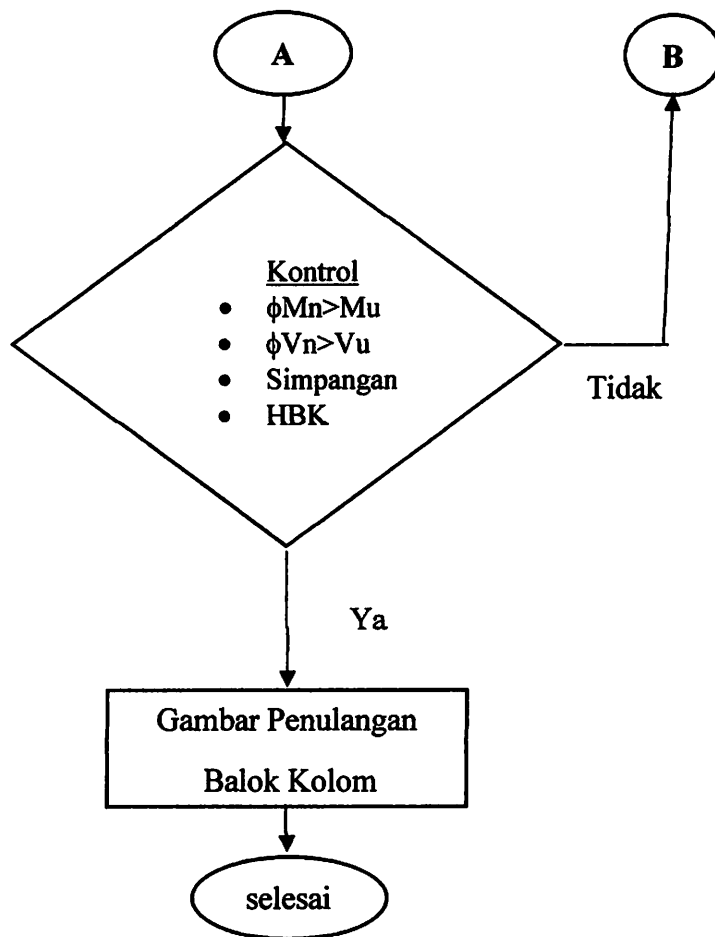 A
B
Kontrol
• ϕMn>Mu
• ϕVn>Vu
• Simpangan
• HBK
Tidak
Ya
Gambar Penulangan
Balok Kolom
selesai